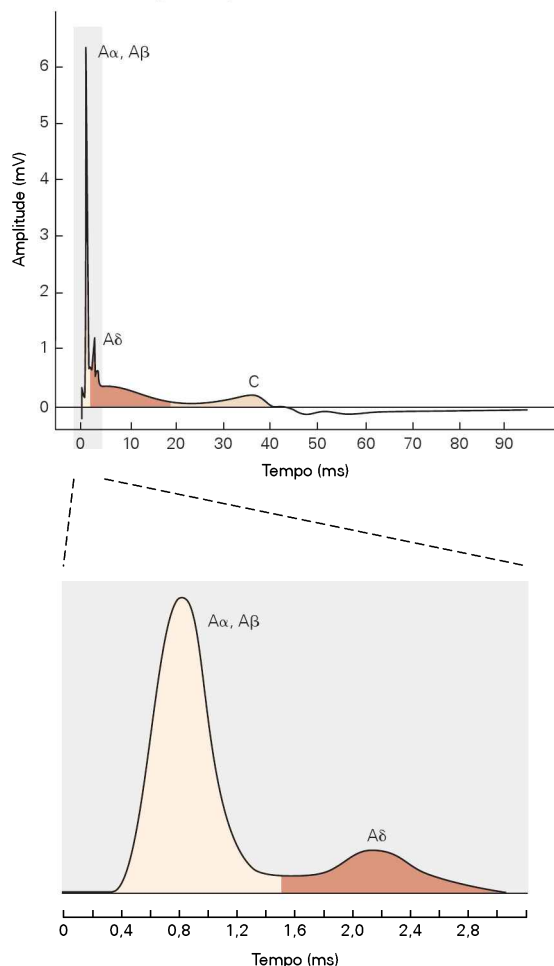 Amplitude (mV)
6
5
4
3
2
1
0
Aα, Aβ
Aδ
C
0 10 20 30 40 50 60 70 80 90
Tempo (ms)
Aα, Aβ
Aδ
0 0,4 0,8 1,2 1,6 2,0 2,4 2,8
Tempo (ms)